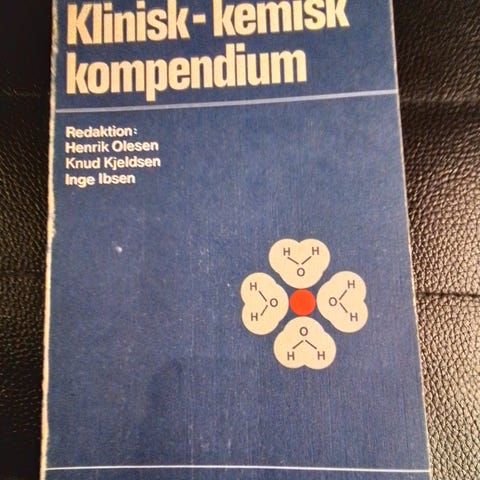 Klinisk-kemisk
kompendium
Redaktion:
Henrik Olesen
Knud Kjeldsen
Inge Ibsen
H H
O
H
O
H
H
O
H
O
H H